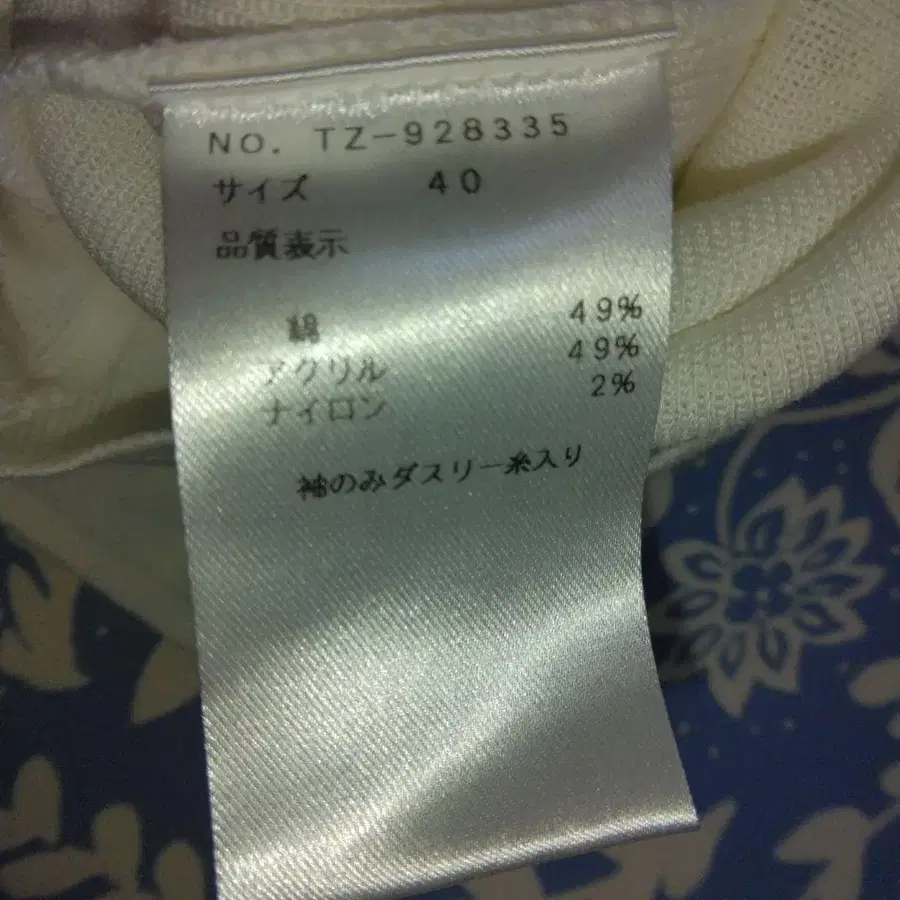 NO. TZ-928335
サイズ 40
品質表示
綿 49%
アクリル 49%
ナイロン 2%
袖のみダスリー糸入り